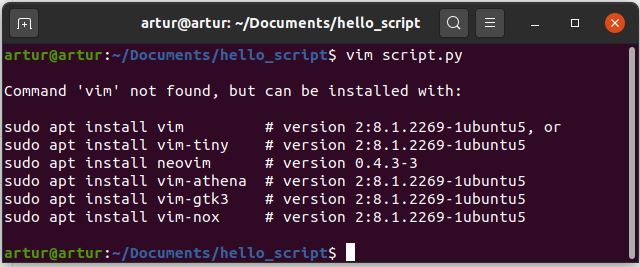 artur@artur: ~/Documents/hello_script
artur@artur:~/Documents/hello_script$ vim script.py
Command 'vim' not found, but can be installed with:
sudo apt install vim         # version 2:8.1.2269-1ubuntu5, or
sudo apt install vim-tiny    # version 2:8.1.2269-1ubuntu5
sudo apt install neovim      # version 0.4.3-3
sudo apt install vim-athena  # version 2:8.1.2269-1ubuntu5
sudo apt install vim-gtk3    # version 2:8.1.2269-1ubuntu5
sudo apt install vim-nox     # version 2:8.1.2269-1ubuntu5
artur@artur:~/Documents/hello_script$